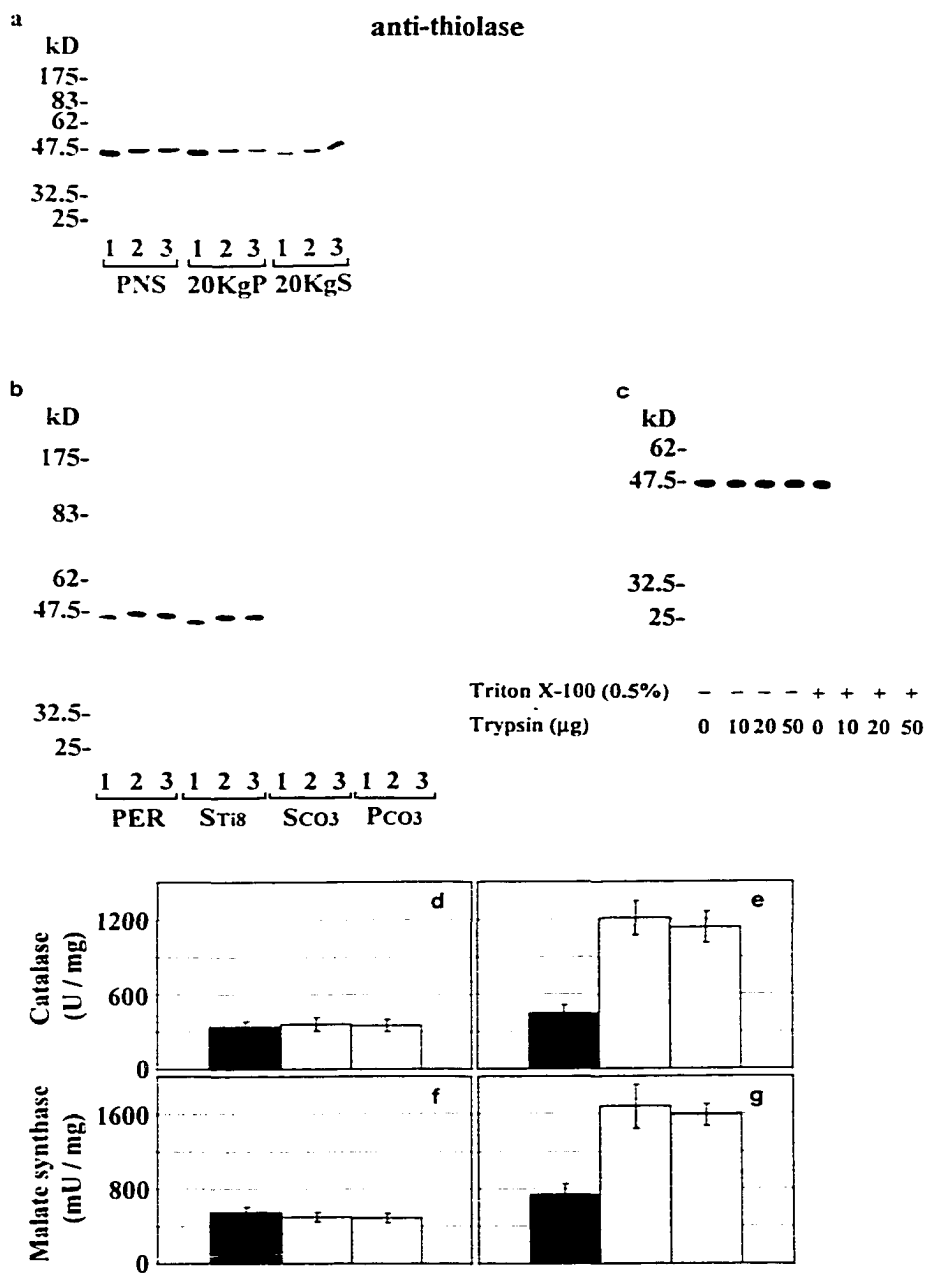 a
anti-thiolase
kD
175-
83-
62-
47.5-
32.5-
25-
1 2 3 1 2 3 1 2 3
PNS 20KgP 20KgS
b
kD
175-
83-
62-
47.5-
32.5-
25-
1 2 3 1 2 3 1 2 3 1 2 3
PER STi8 SCO3 PCO3
c
kD
62-
47.5-
32.5-
25-
Triton X-100 (0.5%) – – – – + + + +
Trypsin (µg) 0 10 20 50 0 10 20 50
d
e
Catalase
(U / mg)
1200
600
0
f
g
Malate synthase
(mU / mg)
1600
800
0